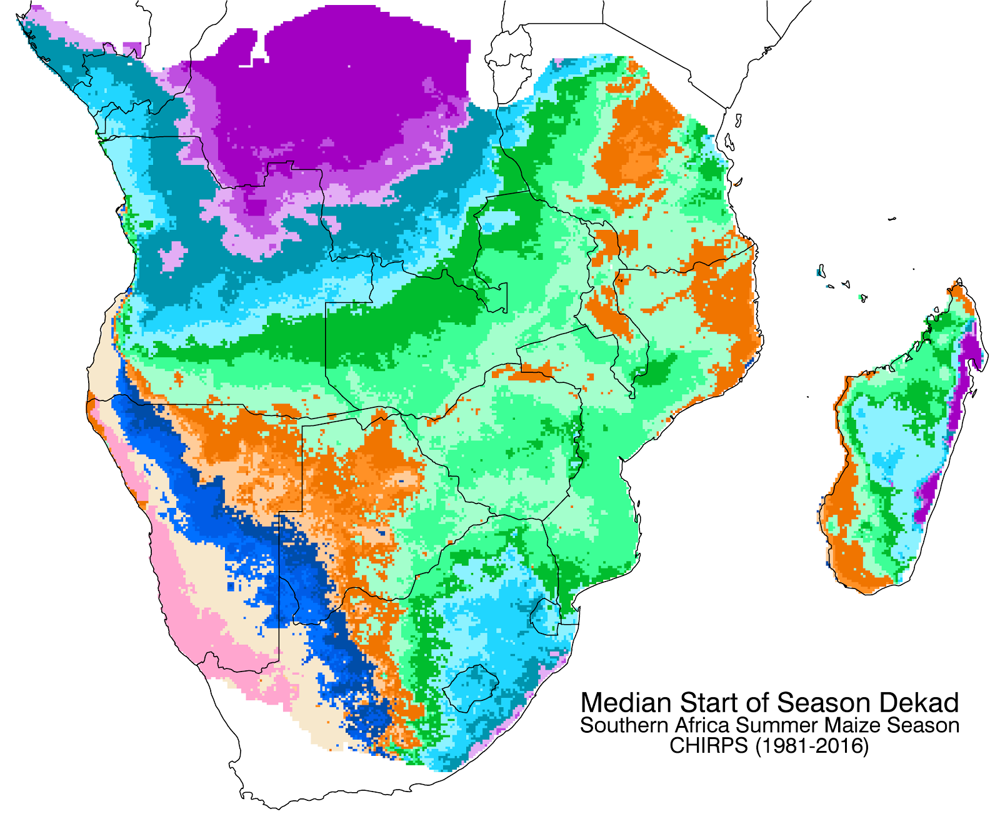 Median Start of Season Dekad
Southern Africa Summer Maize Season
CHIRPS (1981-2016)